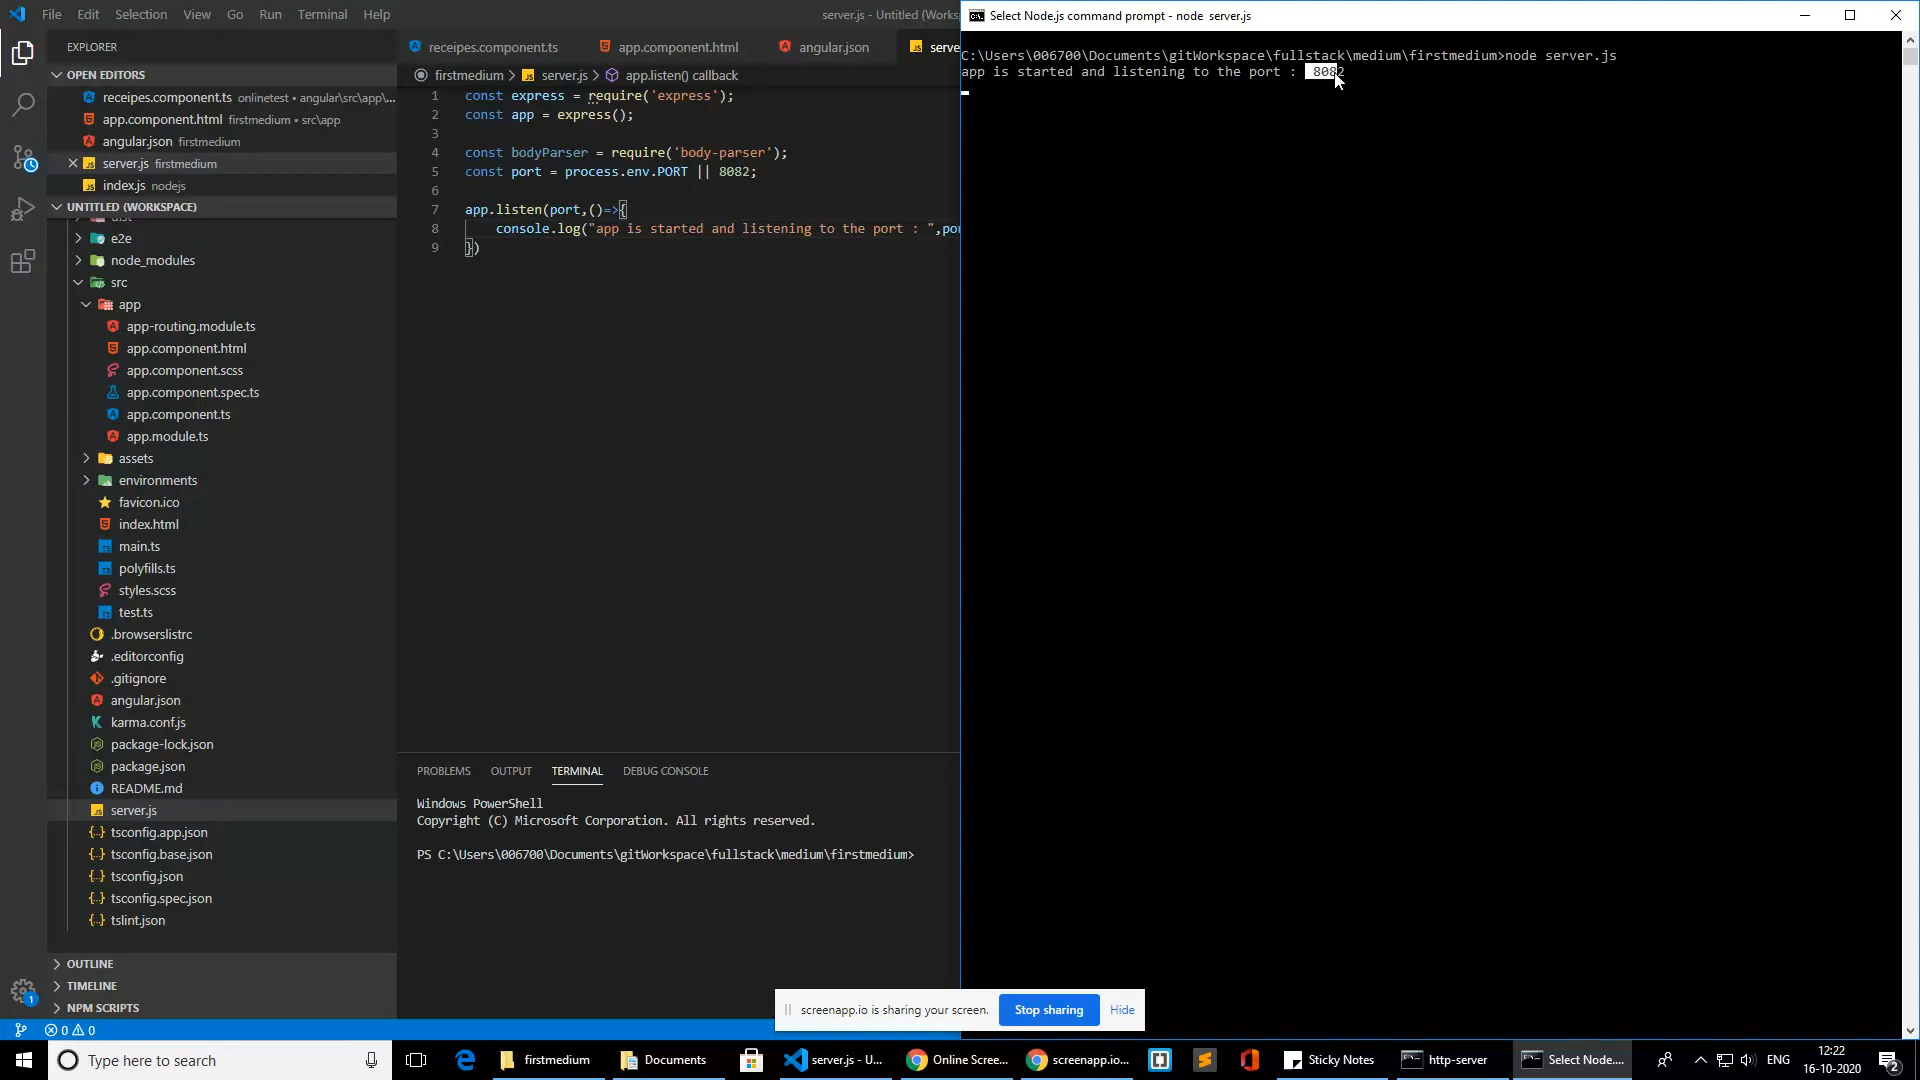 File Edit Selection View Go Run Terminal Help
server.js - Untitled (Works
EXPLORER
OPEN EDITORS
receipes.component.ts onlinetest • angular\src\app\...
app.component.html firstmedium • src\app
angular.json firstmedium
server.js firstmedium
index.js nodejs
UNTITLED (WORKSPACE)
e2e
node_modules
src
app
app-routing.module.ts
app.component.html
app.component.scss
app.component.spec.ts
app.component.ts
app.module.ts
assets
environments
favicon.ico
index.html
main.ts
polyfills.ts
styles.scss
test.ts
.browserslistrc
.editorconfig
.gitignore
angular.json
karma.conf.js
package-lock.json
package.json
README.md
server.js
tsconfig.app.json
tsconfig.base.json
tsconfig.json
tsconfig.spec.json
tslint.json
OUTLINE
TIMELINE
NPM SCRIPTS
receipes.component.ts app.component.html angular.json serve
firstmedium > server.js > app.listen() callback
1 const express = require('express');
2 const app = express();
3
4 const bodyParser = require('body-parser');
5 const port = process.env.PORT || 8082;
6
7 app.listen(port,()=>{
8 console.log("app is started and listening to the port : ",por
9 })
PROBLEMS OUTPUT TERMINAL DEBUG CONSOLE
Windows PowerShell
Copyright (C) Microsoft Corporation. All rights reserved.
PS C:\Users\006700\Documents\gitWorkspace\fullstack\medium\firstmedium>
Select Node.js command prompt - node server.js
C:\Users\006700\Documents\gitWorkspace\fullstack\medium\firstmedium>node server.js
app is started and listening to the port : 8082
screenapp.io is sharing your screen. Stop sharing Hide
1
0 0
Type here to search
firstmedium
Documents
server.js - U...
Online Scree...
screenapp.io...
Sticky Notes
http-server
Select Node....
ENG
12:22
16-10-2020
2